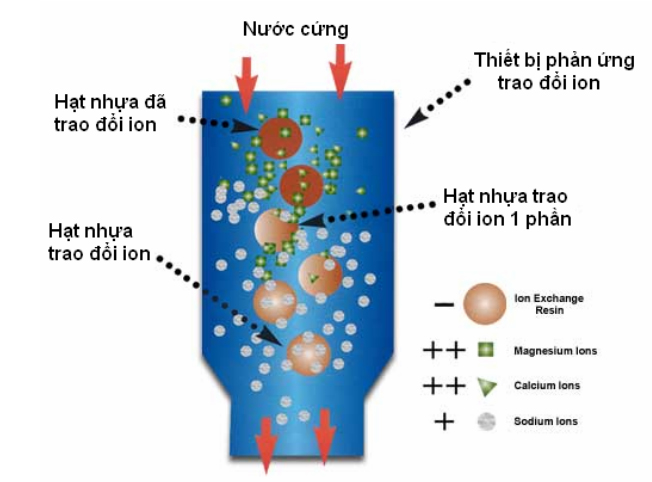 Nước cứng
Thiết bị phản ứng
trao đổi ion
Hạt nhựa đã
trao đổi ion
Hạt nhựa trao
đổi ion 1 phần
Hạt nhựa
trao đổi ion
− Ion Exchange
Resin
++ Magnesium Ions
++ Calcium Ions
+ Sodium Ions